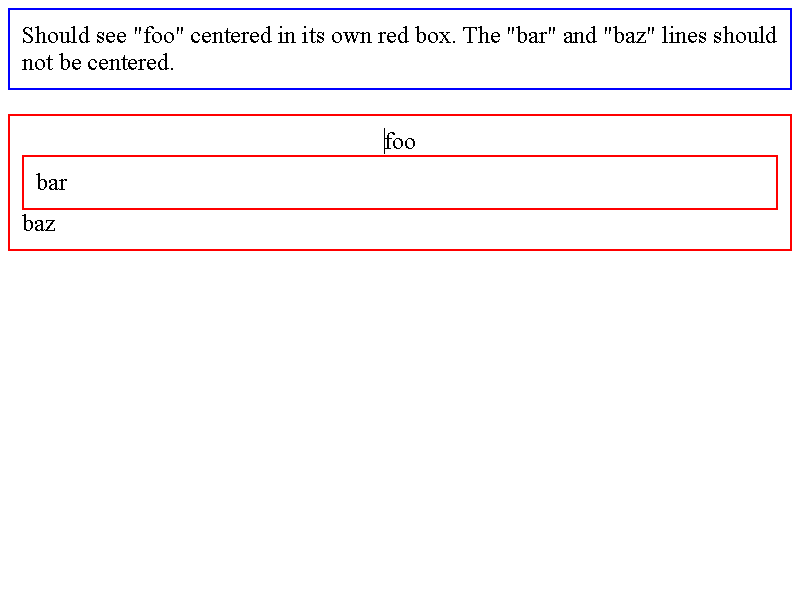 Should see "foo" centered in its own red box. The "bar" and "baz" lines should
not be centered.
foo
bar
baz